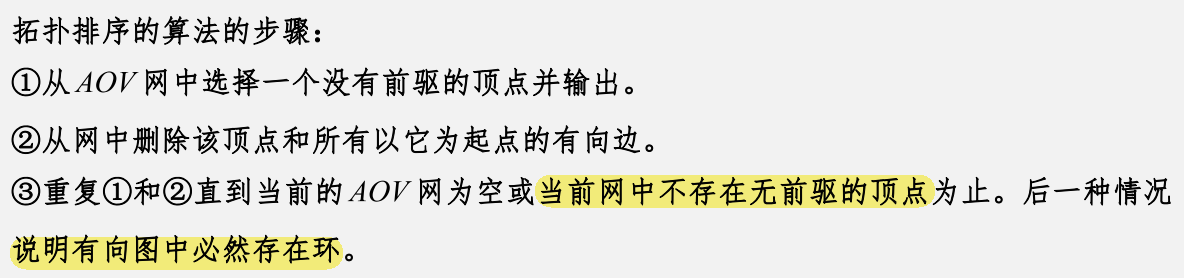 拓扑排序的算法的步骤：
①从 AOV 网中选择一个没有前驱的顶点并输出。
②从网中删除该顶点和所有以它为起点的有向边。
③重复①和②直到当前的 AOV 网为空或当前网中不存在无前驱的顶点为止。后一种情况
说明有向图中必然存在环。